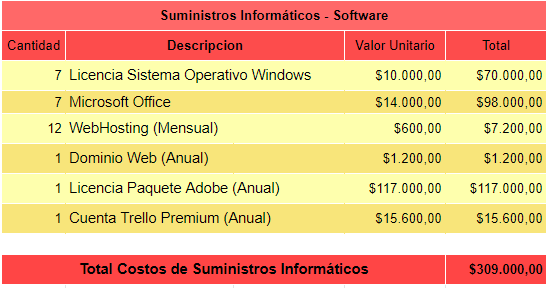 Suministros Informáticos - Software
Cantidad Descripcion Valor Unitario Total
7 Licencia Sistema Operativo Windows $10.000,00 $70.000,00
7 Microsoft Office $14.000,00 $98.000,00
12 WebHosting (Mensual) $600,00 $7.200,00
1 Dominio Web (Anual) $1.200,00 $1.200,00
1 Licencia Paquete Adobe (Anual) $117.000,00 $117.000,00
1 Cuenta Trello Premium (Anual) $15.600,00 $15.600,00
Total Costos de Suministros Informáticos $309.000,00